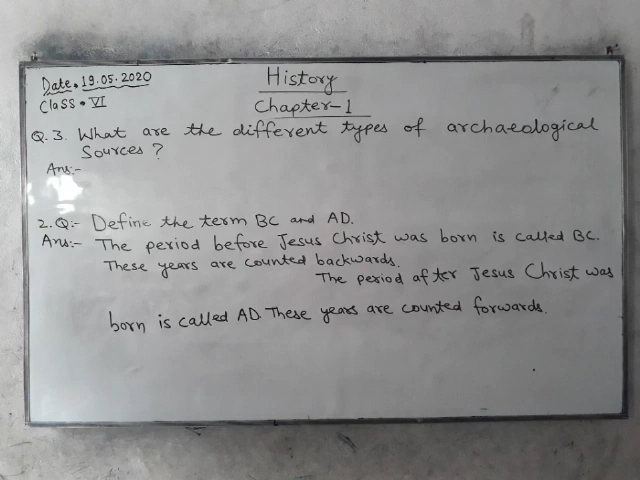 Date. 19.05.2020
History
Class • VI
Chapter-1
Q.3. What are the different types of archaeological
Sources ?
Ans:-
2.Q:- Define the term BC and AD.
Ans:- The period before Jesus Christ was born is called BC.
These years are counted backwards.
The period after Jesus Christ was
born is called AD. These years are counted forwards.